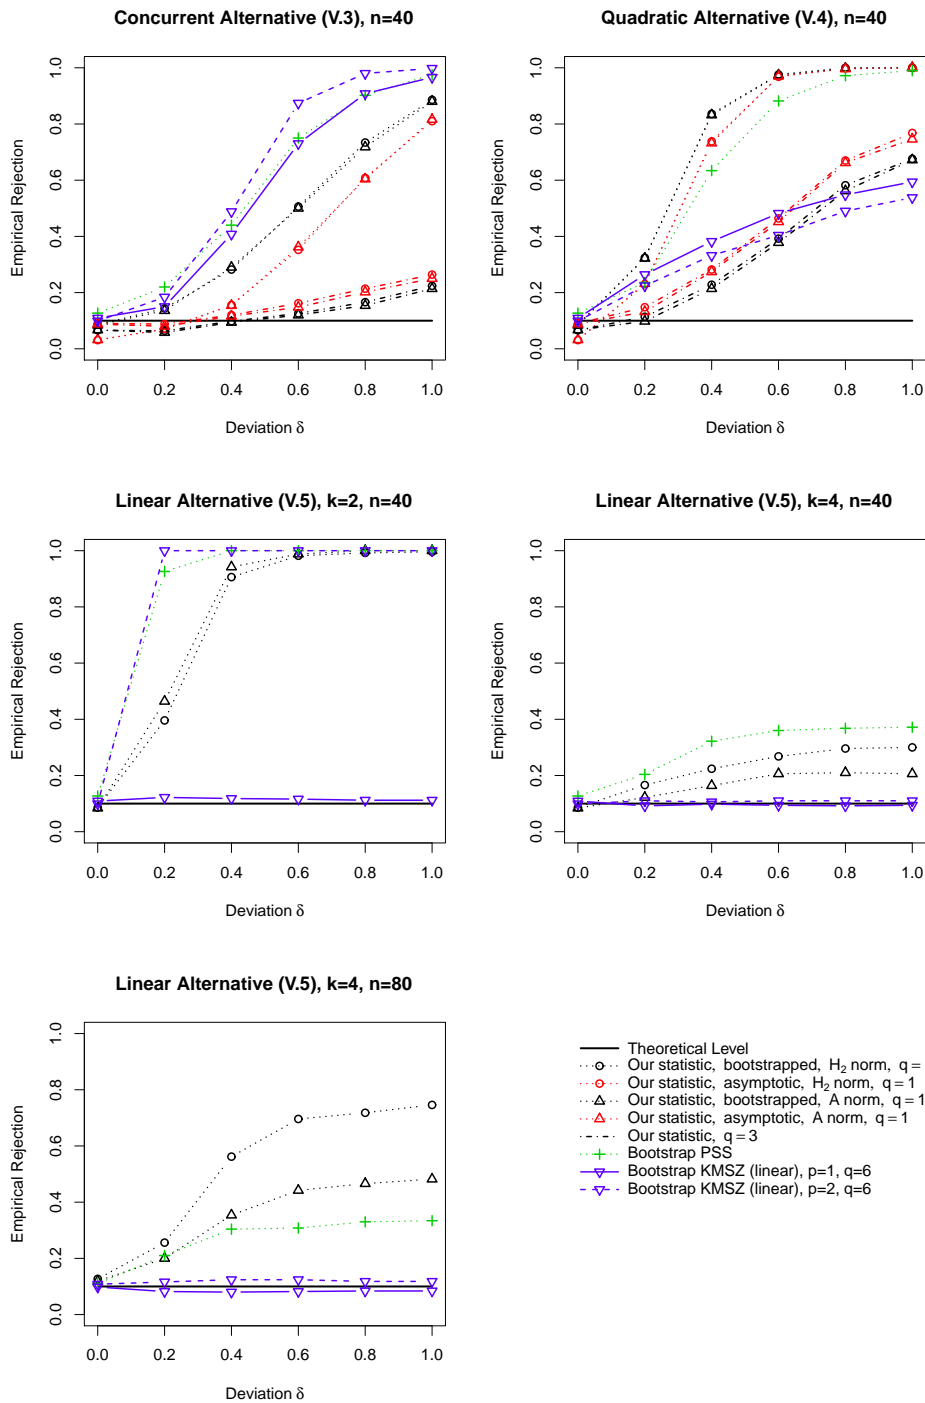 Concurrent Alternative (V.3), n=40
Empirical Rejection
1.0
0.8
0.6
0.4
0.2
0.0
0.0 0.2 0.4 0.6 0.8 1.0
Deviation δ
Quadratic Alternative (V.4), n=40
Empirical Rejection
1.0
0.8
0.6
0.4
0.2
0.0
0.0 0.2 0.4 0.6 0.8 1.0
Deviation δ
Linear Alternative (V.5), k=2, n=40
Empirical Rejection
1.0
0.8
0.6
0.4
0.2
0.0
0.0 0.2 0.4 0.6 0.8 1.0
Deviation δ
Linear Alternative (V.5), k=4, n=40
Empirical Rejection
1.0
0.8
0.6
0.4
0.2
0.0
0.0 0.2 0.4 0.6 0.8 1.0
Deviation δ
Linear Alternative (V.5), k=4, n=80
Empirical Rejection
1.0
0.8
0.6
0.4
0.2
0.0
0.0 0.2 0.4 0.6 0.8 1.0
Deviation δ
Theoretical Level
Our statistic, bootstrapped, H₂ norm, q =
Our statistic, asymptotic, H₂ norm, q = 1
Our statistic, bootstrapped, A norm, q = 1
Our statistic, asymptotic, A norm, q = 1
Our statistic, q = 3
Bootstrap PSS
Bootstrap KMSZ (linear), p=1, q=6
Bootstrap KMSZ (linear), p=2, q=6